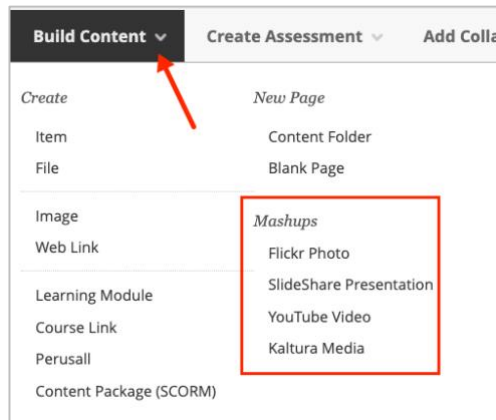 Build Content
Create Assessment
Add Colla
Create
Item
File
Image
Web Link
Learning Module
Course Link
Perusall
Content Package (SCORM)
New Page
Content Folder
Blank Page
Mashups
Flickr Photo
SlideShare Presentation
YouTube Video
Kaltura Media